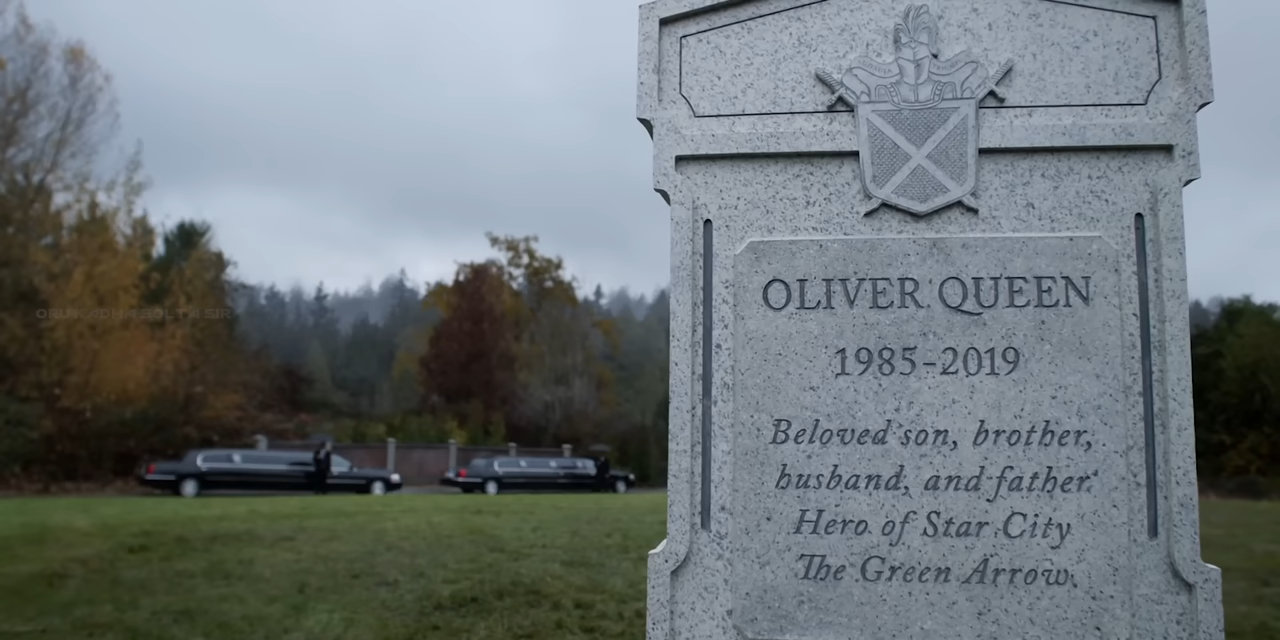 OLIVER QUEEN
1985-2019
Beloved son, brother,
husband, and father.
Hero of Star City
The Green Arrow.